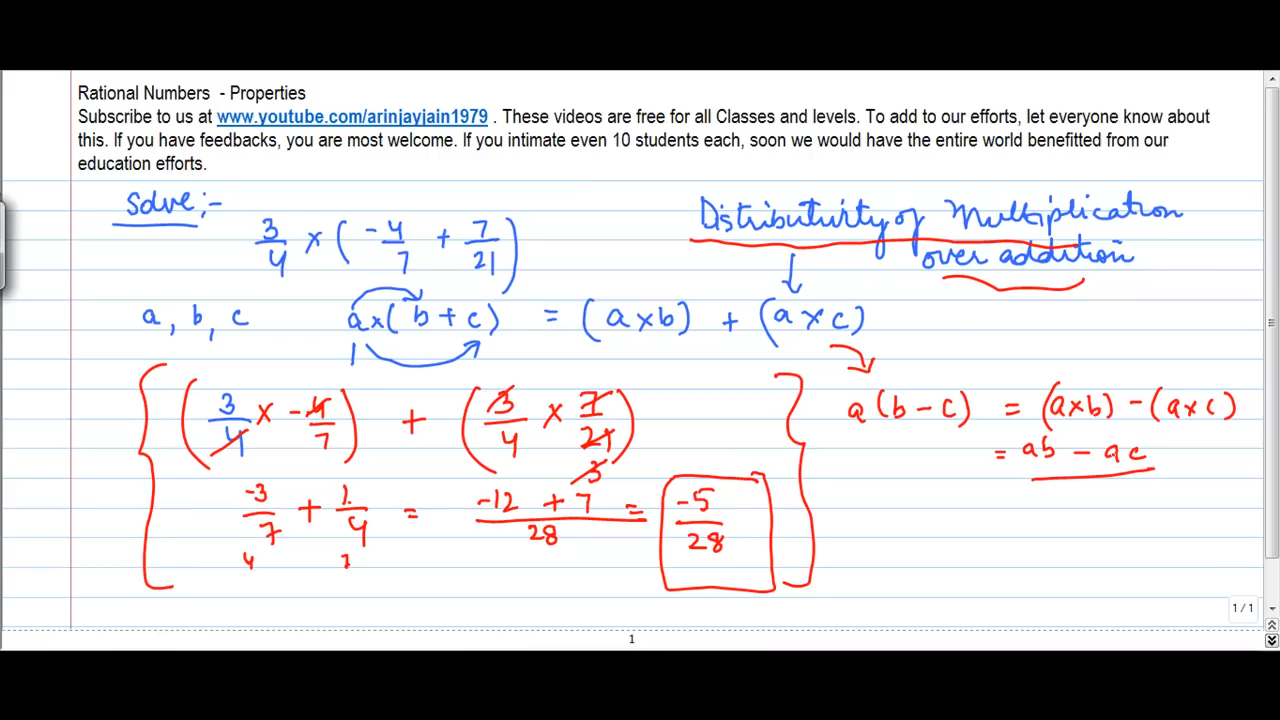 Rational Numbers - Properties
Subscribe to us at www.youtube.com/arinjayjain1979 . These videos are free for all Classes and levels. To add to our efforts, let everyone know about
this. If you have feedbacks, you are most welcome. If you intimate even 10 students each, soon we would have the entire world benefitted from our
education efforts.
Solve :-
Distributivity of Multiplication
over addition
3/4 × ( -4/7 + 7/21 )
a, b, c a×( b + c ) = (a×b) + (a×c)
(3/4 × -4/7) + (3/4 × 7/21) 3
a(b - c) = (a×b) - (a×c)
= ab - ac
-3/7 + 1/4 = -12 + 7/28 = -5/28
4 7
1 / 1
1